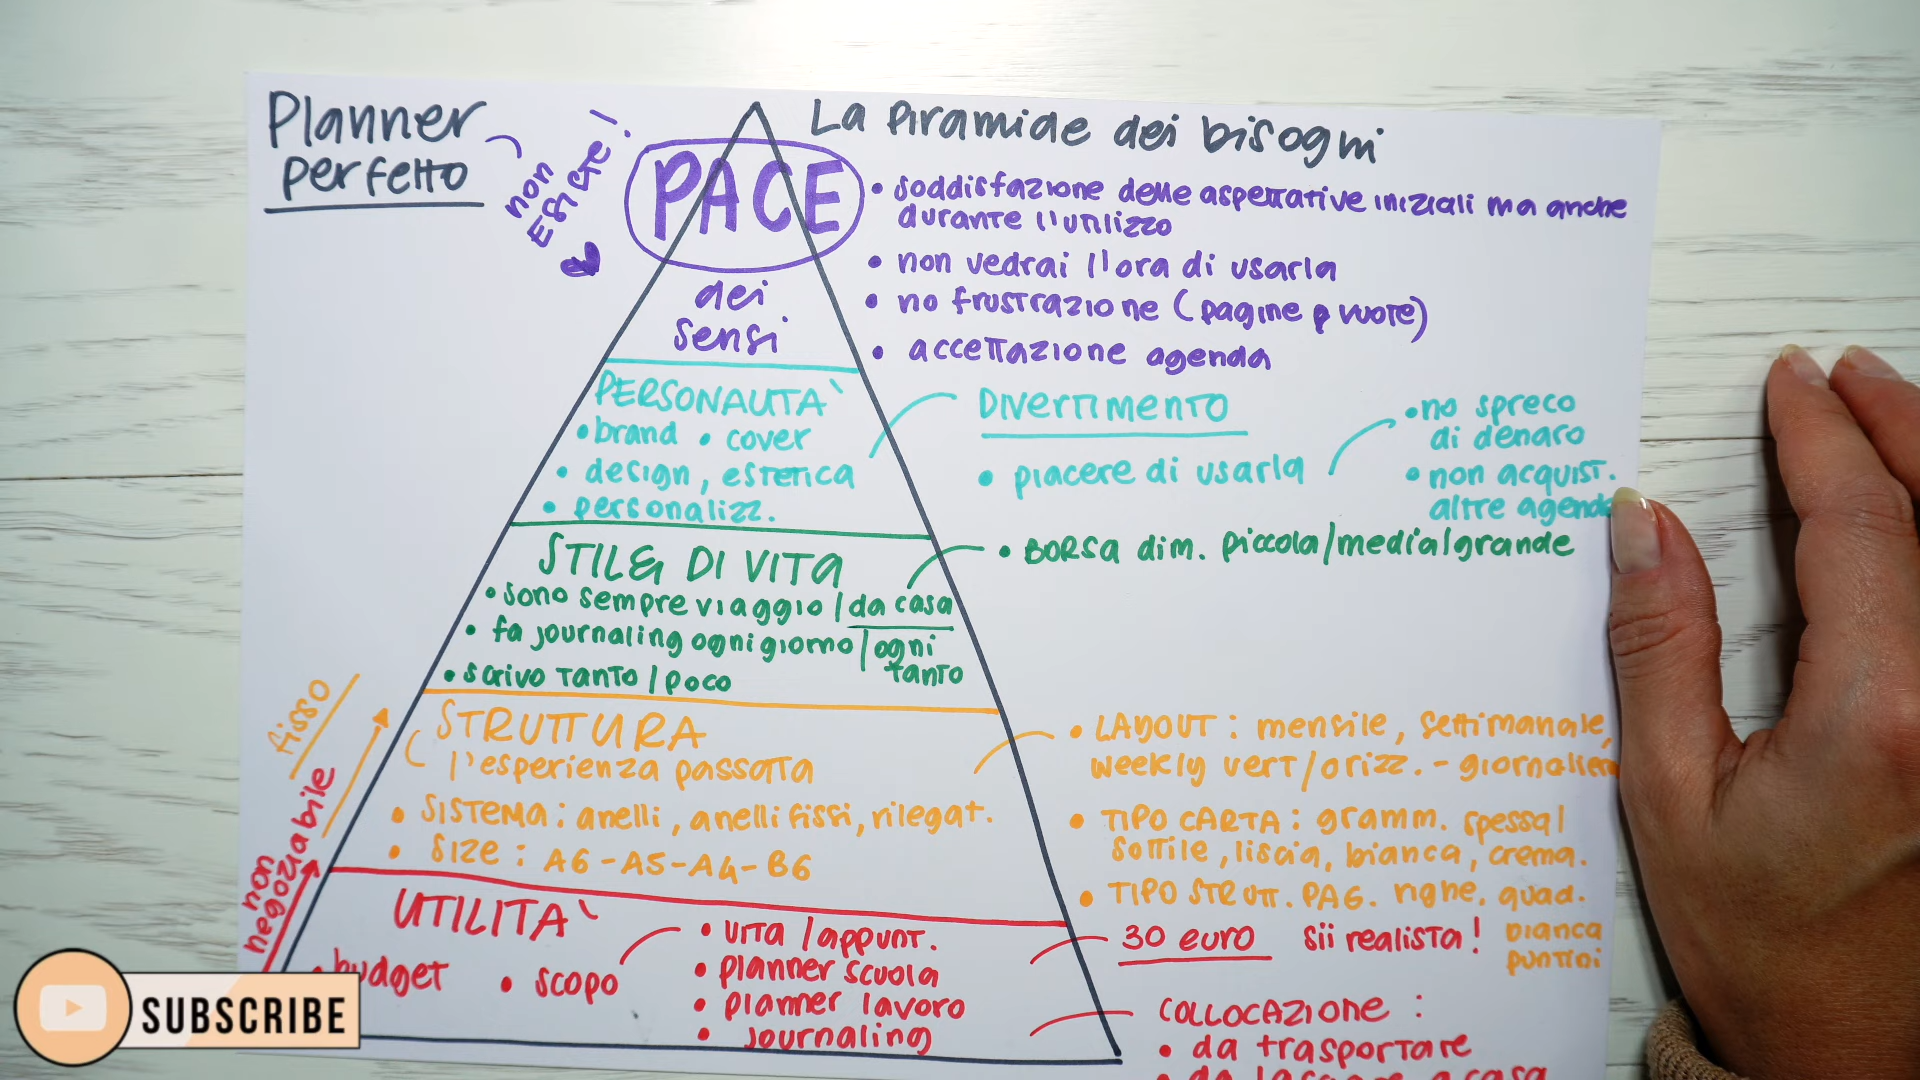 Planner
perfetto
non
ESISTE!
La Piramide dei bisogni
PACE
dei
sensi
• soddisfazione delle aspettative iniziali ma anche
durante l'utilizzo
• non vedrai l'ora di usarla
• no frustrazione (pagine vuote)
• accettazione agenda
PERSONALITA`
• brand • cover
• design, estetica
• personalizz.
Divertimento
• piacere di usarla
• no spreco
di denaro
• non acquist.
altre agende
STILE DI VITA
• sono sempre viaggio / da casa
• fa journaling ogni giorno / ogni
tanto
• scrivo tanto / poco
• BORSA dim. piccola/media/grande
fisso
STRUTTURA
l'esperienza passata
• SISTEMA: anelli, anelli fissi, rilegat.
• SIZE: A6-A5-A4-B6
• LAYOUT: mensile, settimanale,
weekly vert/orizz. - giornaliera
• TIPO CARTA: gramm. spessa/
sottile, liscia, bianca, crema.
• TIPO STRUTT. PAG. righe, quad.
bianca
puntini
non
negoziabile
UTILITA`
• budget
• scopo
• vita / appunt.
• planner scuola
• planner lavoro
• journaling
30 euro sii realista!
COLLOCAZIONE:
• da trasportare
• da lasciare a casa
SUBSCRIBE